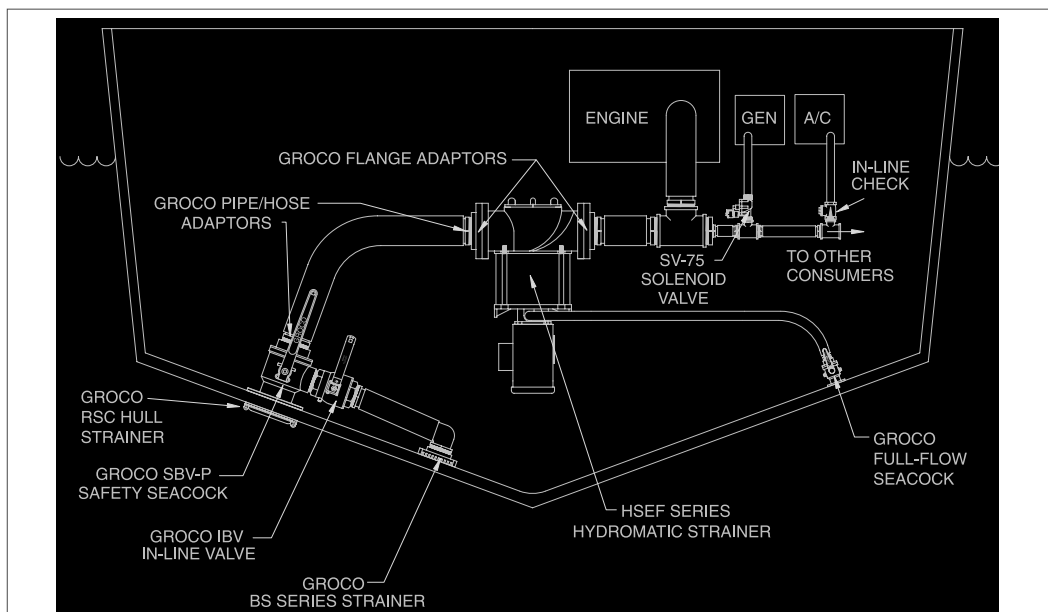 ENGINE
GEN
A/C
GROCO FLANGE ADAPTORS
IN-LINE
CHECK
GROCO PIPE/HOSE
ADAPTORS
SV-75
SOLENOID
VALVE
TO OTHER
CONSUMERS
GROCO
RSC HULL
STRAINER
GROCO SBV-P
SAFETY SEACOCK
GROCO IBV
IN-LINE VALVE
GROCO
BS SERIES STRAINER
HSEF SERIES
HYDROMATIC STRAINER
GROCO
FULL-FLOW
SEACOCK
GROCO